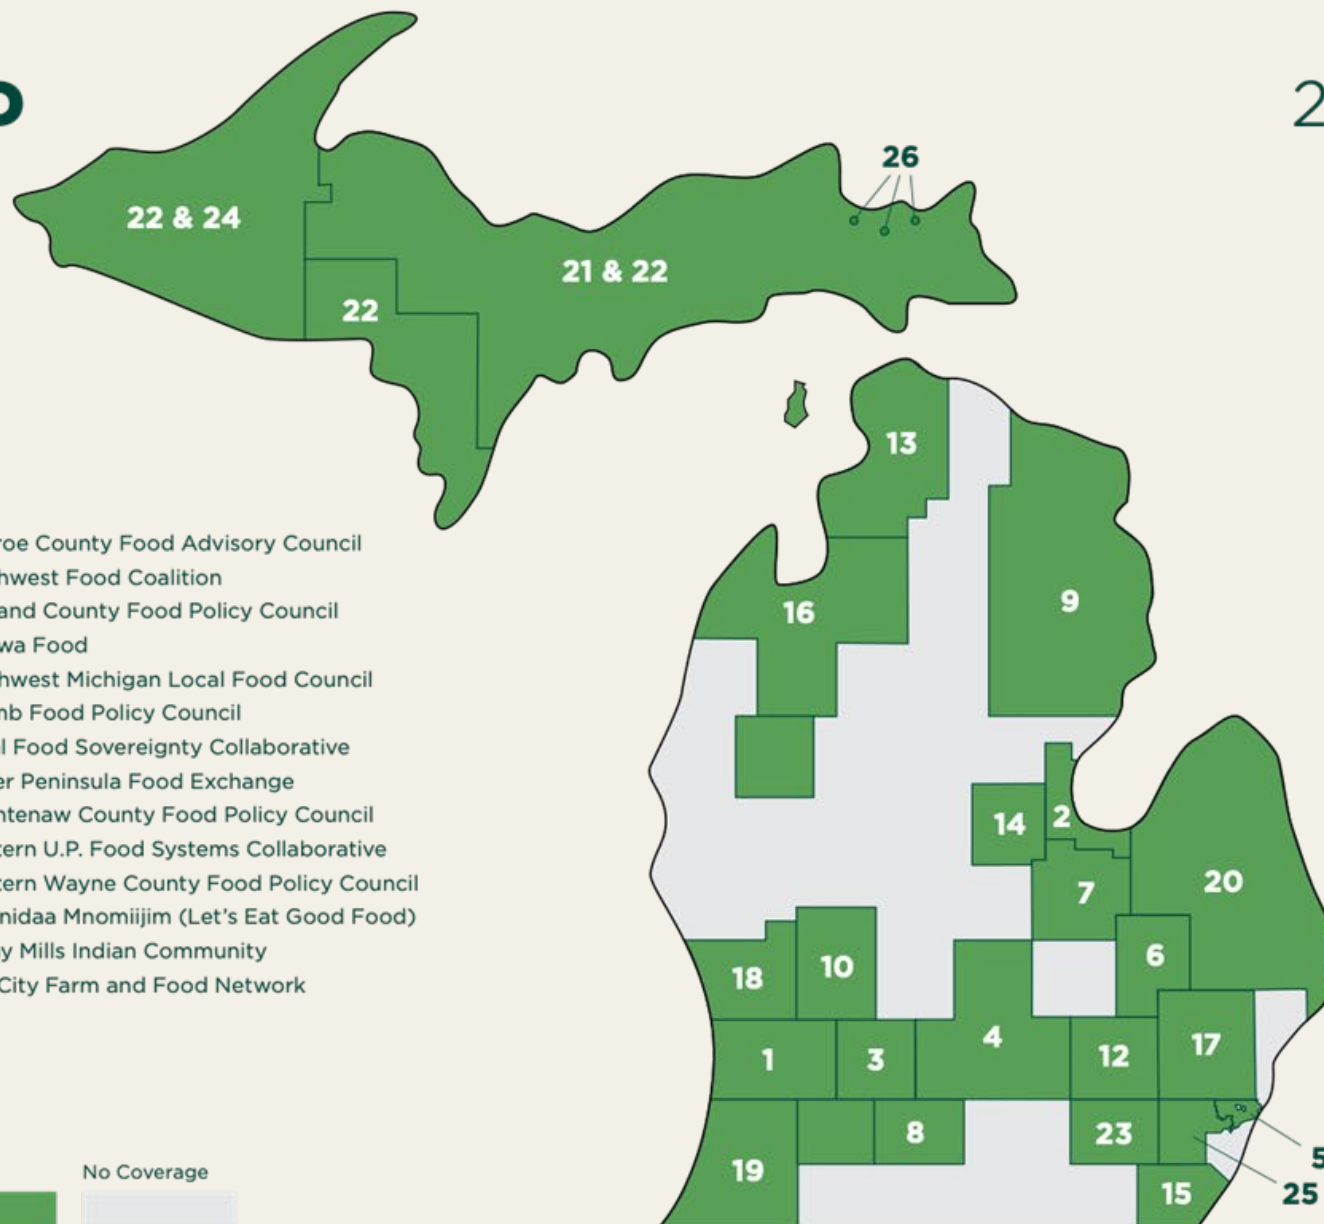 2
26
22 & 24
21 & 22
22
13
roe County Food Advisory Council
hwest Food Coalition
and County Food Policy Council
wa Food
hwest Michigan Local Food Council
mb Food Policy Council
l Food Sovereignty Collaborative
er Peninsula Food Exchange
ntenaw County Food Policy Council
tern U.P. Food Systems Collaborative
tern Wayne County Food Policy Council
nidaa Mnomiijim (Let's Eat Good Food)
y Mills Indian Community
City Farm and Food Network
9
16
14
2
20
7
6
18
10
4
17
1
3
12
8
23
5
19
15
25
No Coverage